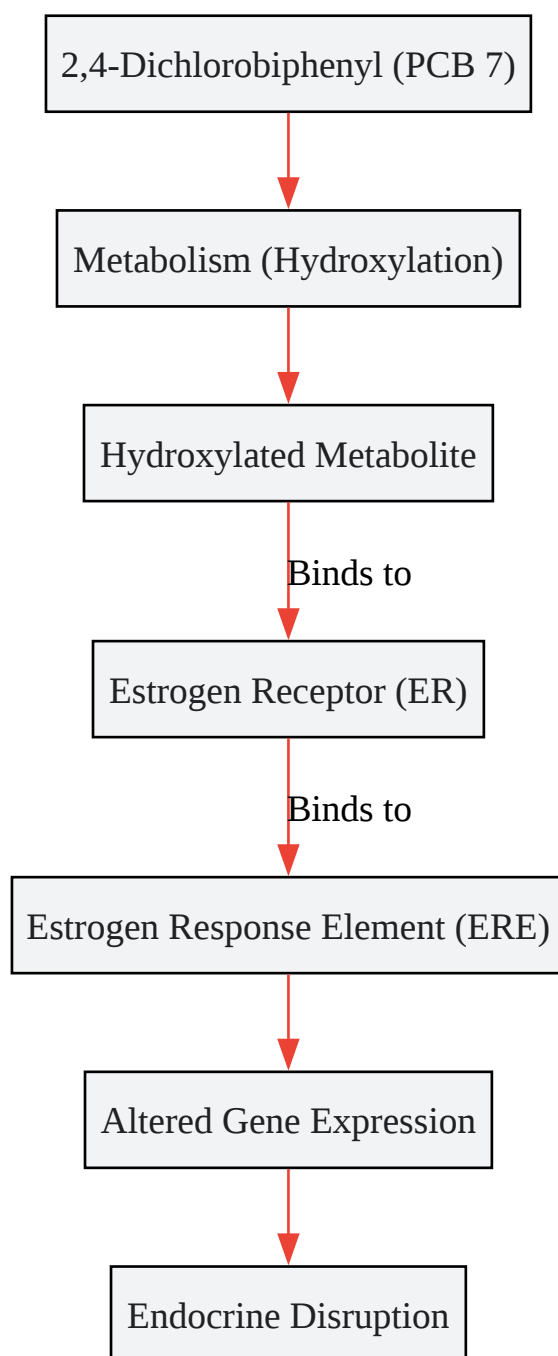 2,4-Dichlorobiphenyl (PCB 7)
Metabolism (Hydroxylation)
Hydroxylated Metabolite
Binds to
Estrogen Receptor (ER)
Binds to
Estrogen Response Element (ERE)
Altered Gene Expression
Endocrine Disruption